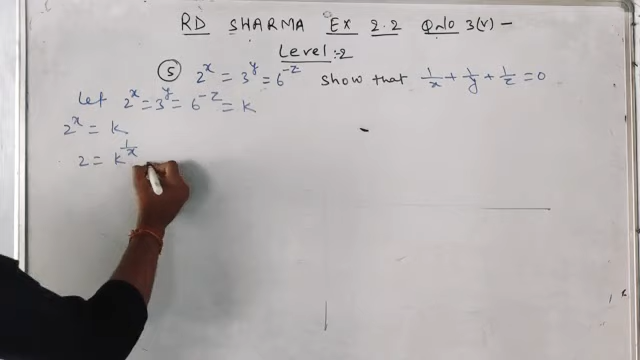 RD SHARMA EX 2.2 QNO 3(V) -
Level :- 2
(5) 2^x = 3^y = 6^-z show that 1/x + 1/y + 1/z = 0
Let 2^x = 3^y = 6^-z = k
2^x = k
2 = k^1/x